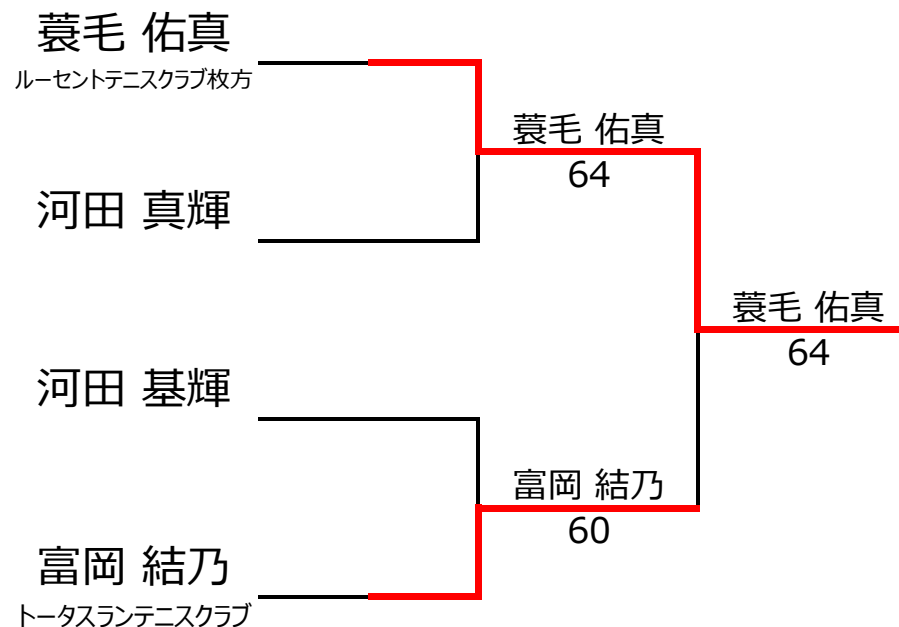 蓑毛 佑真
ルーセントテニスクラブ枚方
蓑毛 佑真
64
河田 真輝
蓑毛 佑真
64
河田 基輝
富岡 結乃
60
富岡 結乃
トータスランテニスクラブ